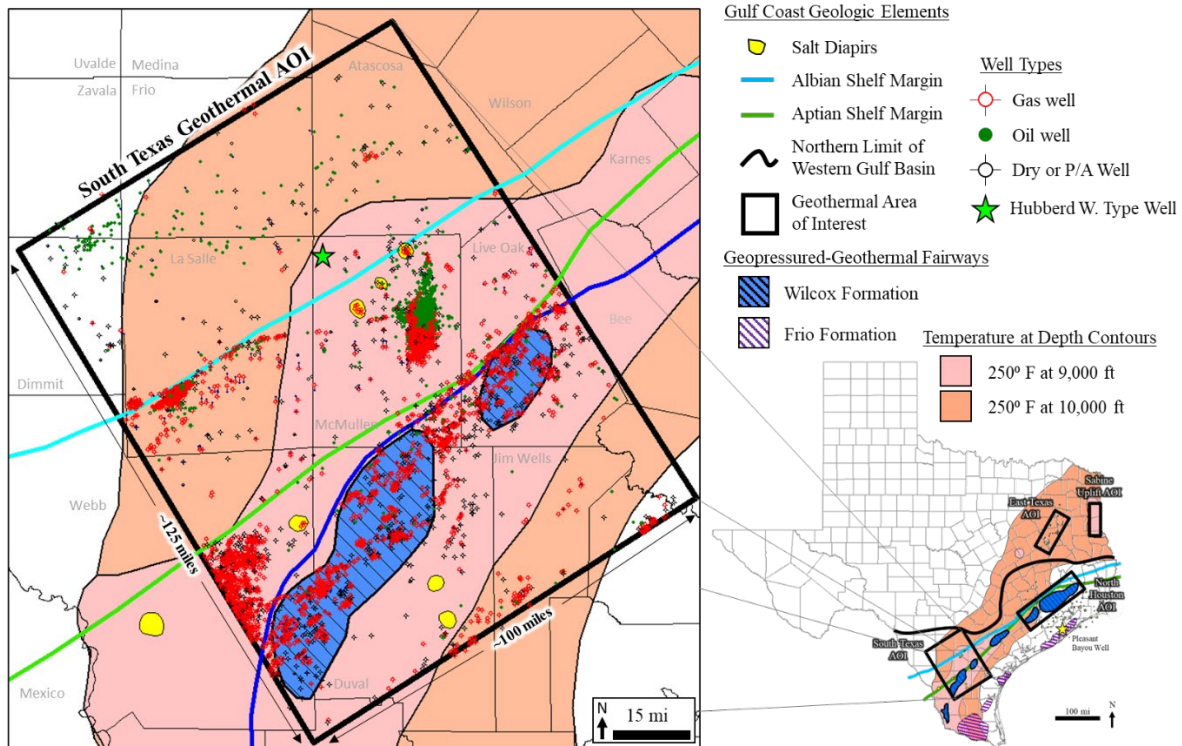 Uvalde
Medina
Atascosa
Zavala
Frio
Wilson
South Texas Geothermal AOI
Karnes
La Salle
Live Oak
Bee
Dimmit
McMullen
Jim Wells
Webb
~125 miles
~100 miles
Duval
Mexico
N
15 mi
Gulf Coast Geologic Elements
Salt Diapirs
Albian Shelf Margin
Aptian Shelf Margin
Northern Limit of
Western Gulf Basin
Geothermal Area
of Interest
Well Types
Gas well
Oil well
Dry or P/A Well
Hubberd W. Type Well
Geopressured-Geothermal Fairways
Wilcox Formation
Frio Formation
Temperature at Depth Contours
250º F at 9,000 ft
250º F at 10,000 ft
Sabine
Uplift AOI
East Texas
AOI
North
Houston
AOI
South Texas
AOI
Pleasant
Bayou Well
100 mi
N